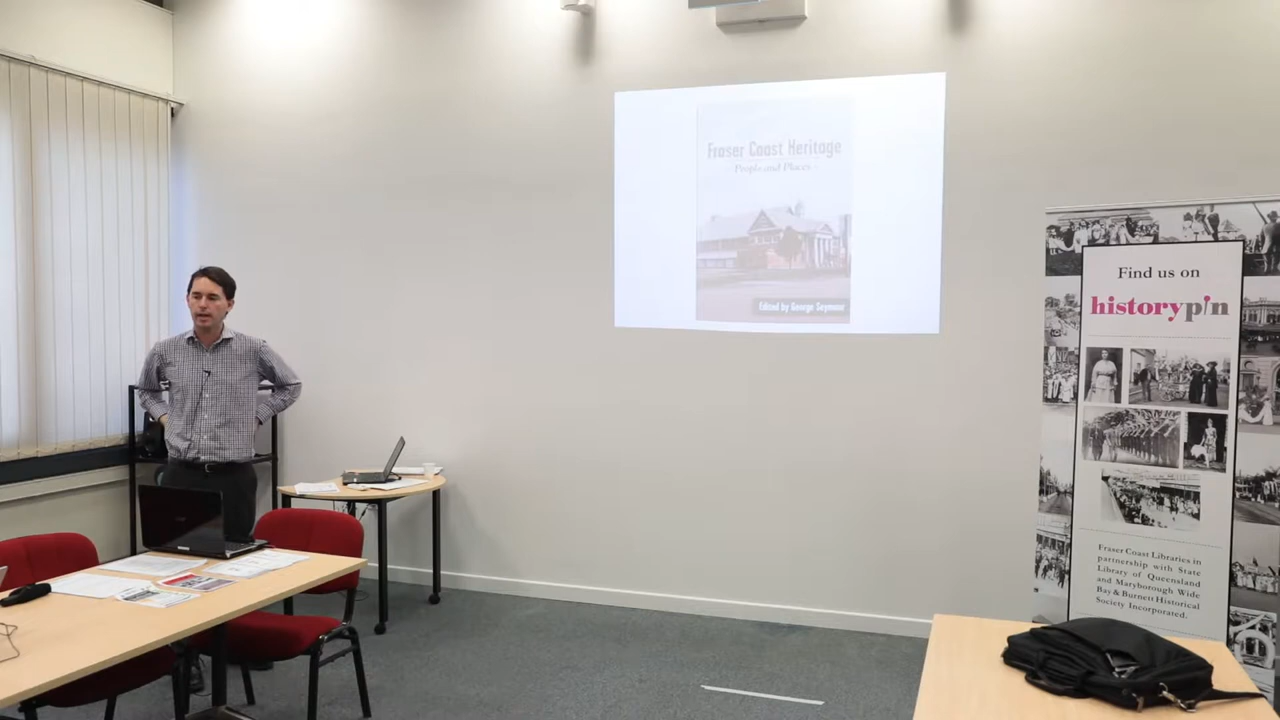 Fraser Coast Heritage
People and Places
Edited by George Seymour
Find us on
historypin
Fraser Coast Libraries in
partnership with State
Library of Queensland
and Maryborough Wide
Bay & Burnett Historical
Society Incorporated.